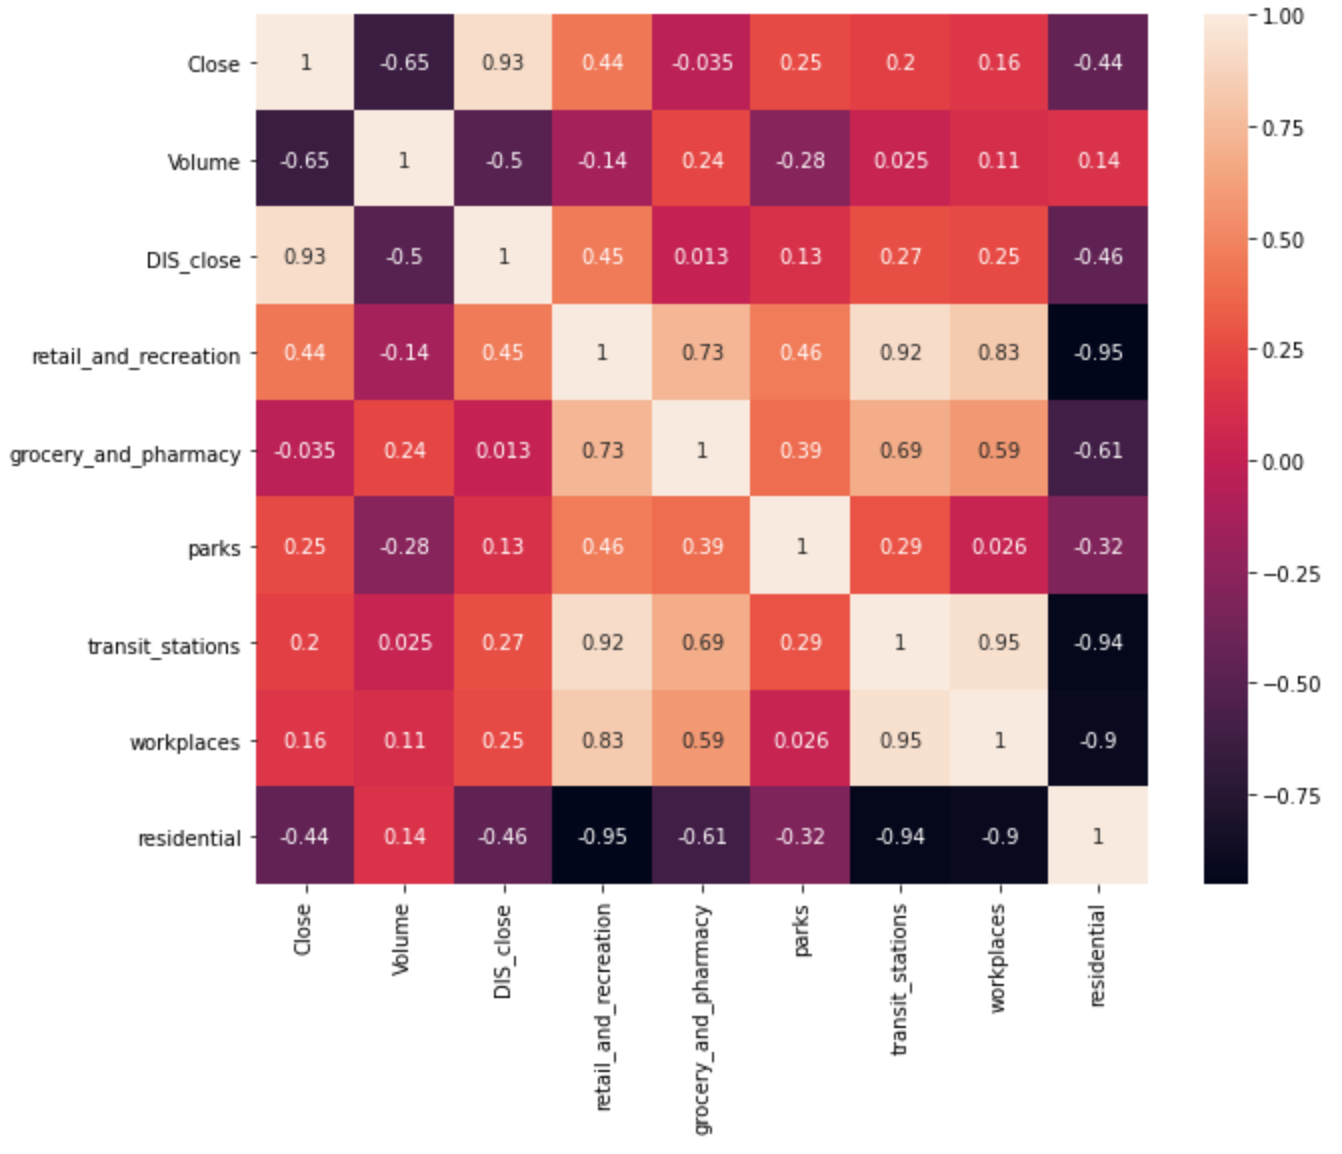 Close 1 -0.65 0.93 0.44 -0.035 0.25 0.2 0.16 -0.44
Volume -0.65 1 -0.5 -0.14 0.24 -0.28 0.025 0.11 0.14
DIS_close 0.93 -0.5 1 0.45 0.013 0.13 0.27 0.25 -0.46
retail_and_recreation 0.44 -0.14 0.45 1 0.73 0.46 0.92 0.83 -0.95
grocery_and_pharmacy -0.035 0.24 0.013 0.73 1 0.39 0.69 0.59 -0.61
parks 0.25 -0.28 0.13 0.46 0.39 1 0.29 0.026 -0.32
transit_stations 0.2 0.025 0.27 0.92 0.69 0.29 1 0.95 -0.94
workplaces 0.16 0.11 0.25 0.83 0.59 0.026 0.95 1 -0.9
residential -0.44 0.14 -0.46 -0.95 -0.61 -0.32 -0.94 -0.9 1
Close
Volume
DIS_close
retail_and_recreation
grocery_and_pharmacy
parks
transit_stations
workplaces
residential
1.00
0.75
0.50
0.25
0.00
−0.25
−0.50
−0.75